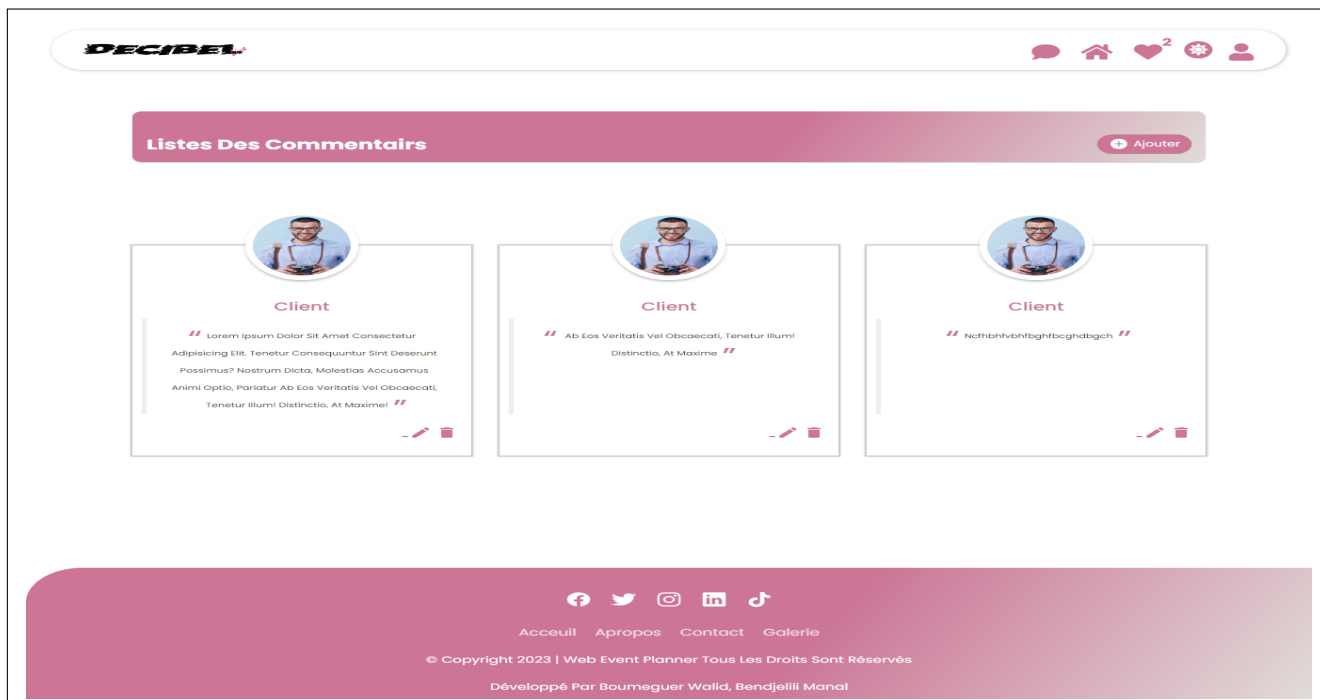 DECIBEL
2
Listes Des Commentairs
Ajouter
Client
“ Lorem Ipsum Dolor Sit Amet Consectetur
Adipisicing Elit. Tenetur Consequuntur Sint Deserunt
Possimus? Nostrum Dicta, Molestias Accusamus
Animi Optio, Pariatur Ab Eos Veritatis Vel Obcaecati,
Tenetur Illum! Distinctio, At Maxime! ”
Client
“ Ab Eos Veritatis Vel Obcaecati, Tenetur Illum!
Distinctio, At Maxime ”
Client
“ Ncfhbhfvbhfbghfbcghdbgch ”
Acceuil Apropos Contact Galerie
© Copyright 2023 | Web Event Planner Tous Les Droits Sont Réservés
Développé Par Boumeguer Walid, Bendjelili Manal